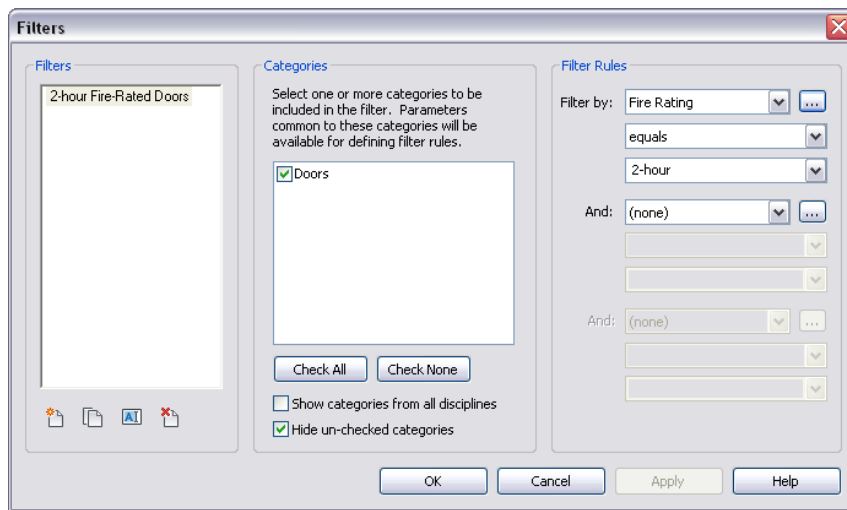 Filters
Filters
2-hour Fire-Rated Doors
Categories
Select one or more categories to be
included in the filter. Parameters
common to these categories will be
available for defining filter rules.
Doors
Check All
Check None
Show categories from all disciplines
Hide un-checked categories
Filter Rules
Filter by:
Fire Rating
...
equals
2-hour
And:
(none)
...
And:
(none)
...
OK
Cancel
Apply
Help